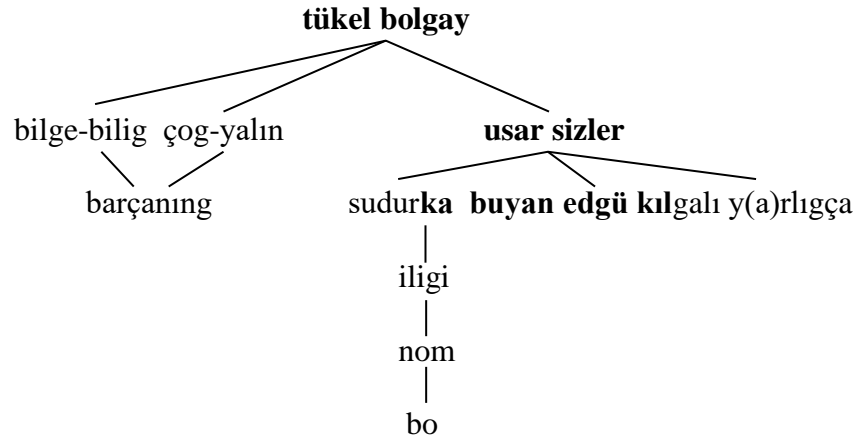 tükel bolgay
bilge-bilig çog-yalın usar sizler
barçanıng sudurka buyan edgü kılgalı y(a)rlıgça
iligi
nom
bo